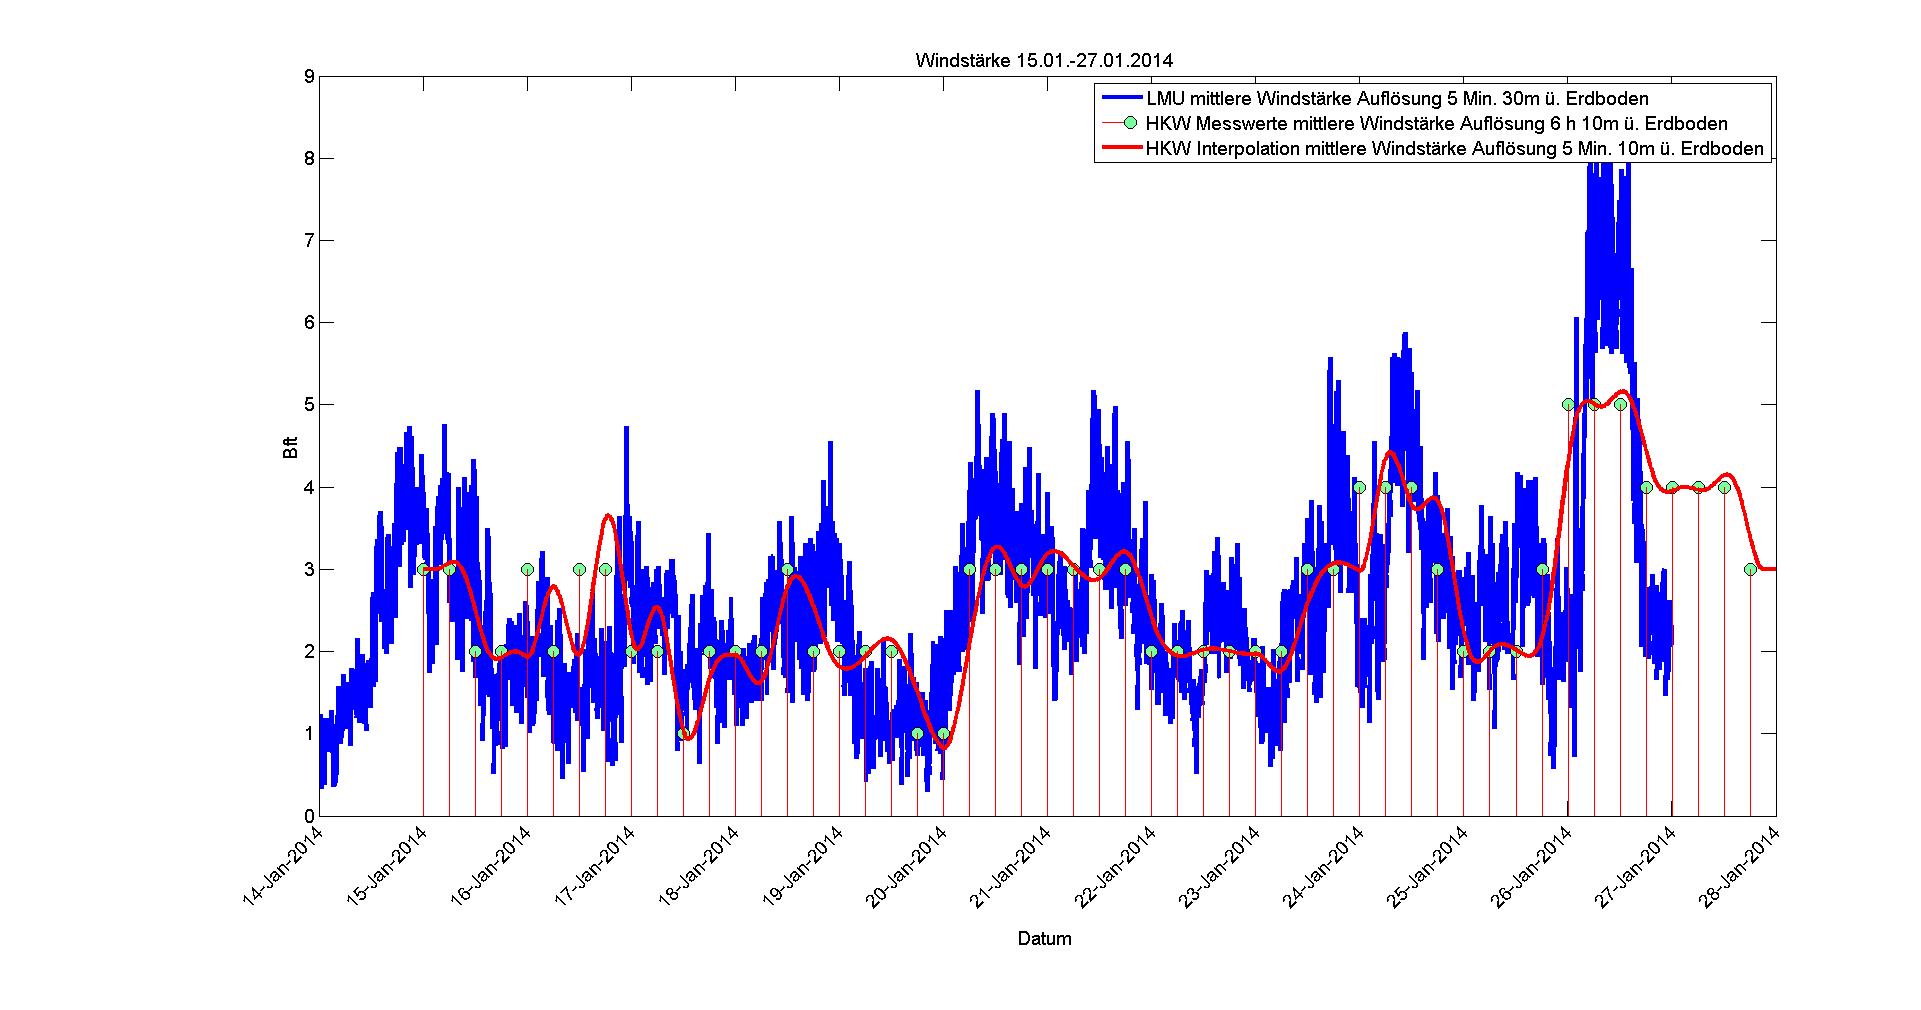 Windstärke 15.01.-27.01.2014
LMU mittlere Windstärke Auflösung 5 Min. 30m ü. Erdboden
HKW Messwerte mittlere Windstärke Auflösung 6 h 10m ü. Erdboden
HKW Interpolation mittlere Windstärke Auflösung 5 Min. 10m ü. Erdboden
9
8
7
6
5
4
3
2
1
0
Bft
14-Jan-2014
15-Jan-2014
16-Jan-2014
17-Jan-2014
18-Jan-2014
19-Jan-2014
20-Jan-2014
21-Jan-2014
22-Jan-2014
23-Jan-2014
24-Jan-2014
25-Jan-2014
26-Jan-2014
27-Jan-2014
28-Jan-2014
Datum